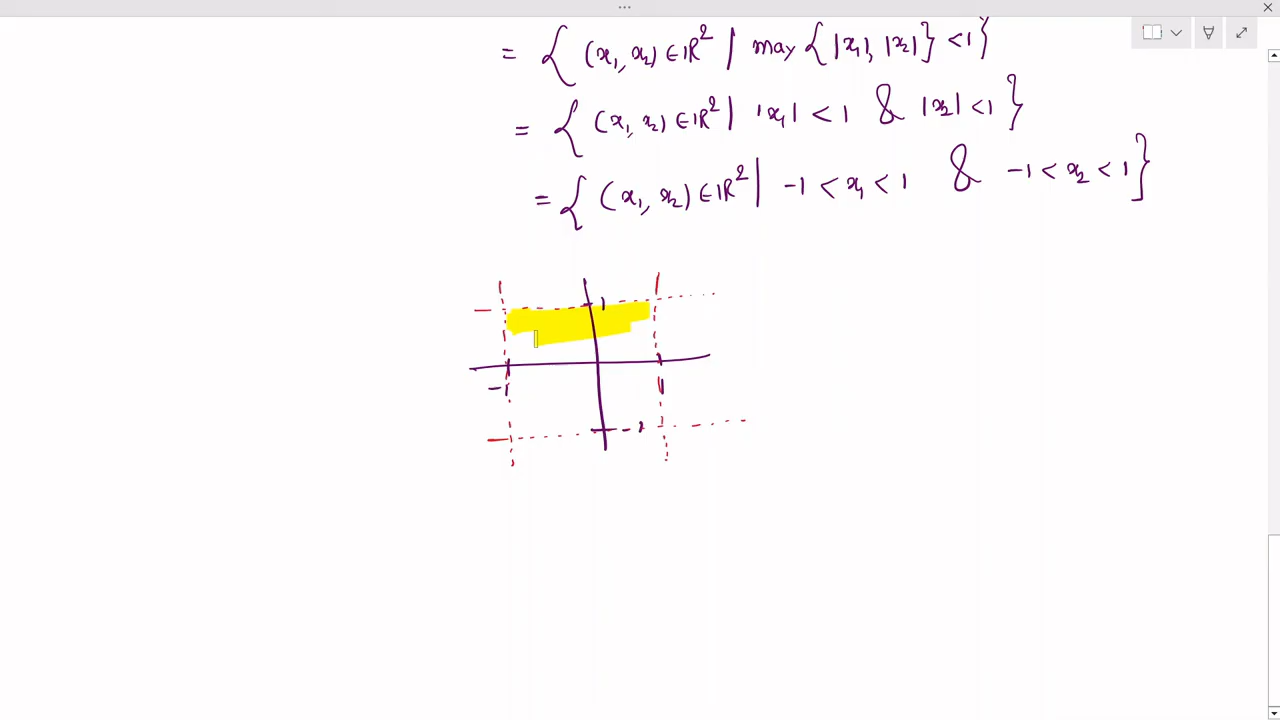 = { (x₁, x₂) ∈ ℝ² | max { |x₁|, |x₂| } < 1 }
= { (x₁, x₂) ∈ ℝ² | |x₁| < 1 & |x₂| < 1 }
= { (x₁, x₂) ∈ ℝ² | -1 < x₁ < 1 & -1 < x₂ < 1 }
1
-1 1
-1